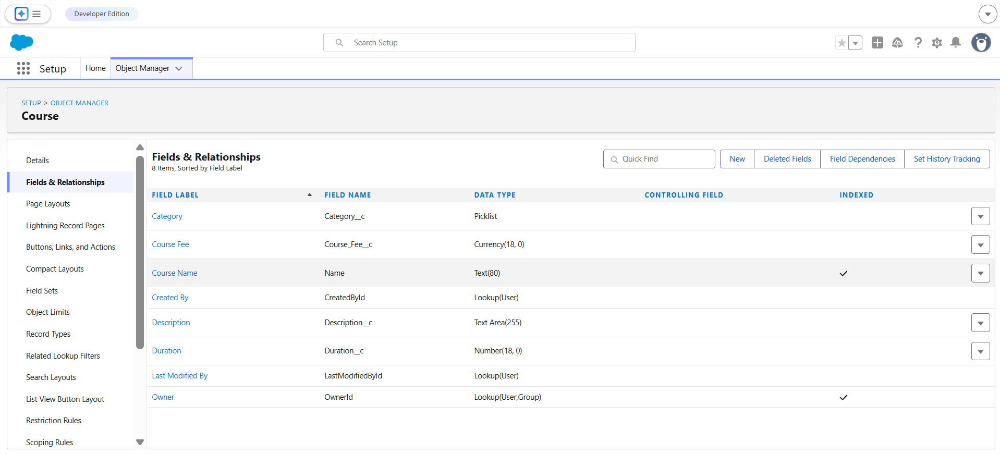 Developer Edition
Search Setup
Setup
Home
Object Manager
SETUP > OBJECT MANAGER
Course
Details
Fields & Relationships
Page Layouts
Lightning Record Pages
Buttons, Links, and Actions
Compact Layouts
Field Sets
Object Limits
Record Types
Related Lookup Filters
Search Layouts
List View Button Layout
Restriction Rules
Scoping Rules
Fields & Relationships
8 Items, Sorted by Field Label
Quick Find
New
Deleted Fields
Field Dependencies
Set History Tracking
FIELD LABEL FIELD NAME DATA TYPE CONTROLLING FIELD INDEXED
Category Category__c Picklist
Course Fee Course_Fee__c Currency(18, 0)
Course Name Name Text(80)
Created By CreatedById Lookup(User)
Description Description__c Text Area(255)
Duration Duration__c Number(18, 0)
Last Modified By LastModifiedById Lookup(User)
Owner OwnerId Lookup(User,Group)